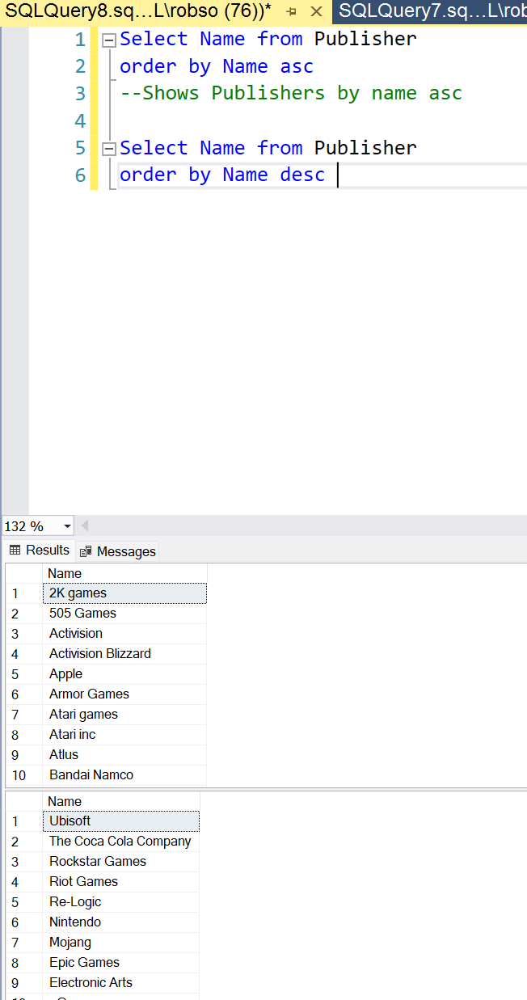 SQLQuery8.sq...L\robso (76))*
SQLQuery7.sq...L\rob
1 Select Name from Publisher
2 order by Name asc
3 --Shows Publishers by name asc
4
5 Select Name from Publisher
6 order by Name desc
132 %
Results Messages
Name
1 2K games
2 505 Games
3 Activision
4 Activision Blizzard
5 Apple
6 Armor Games
7 Atari games
8 Atari inc
9 Atlus
10 Bandai Namco
Name
1 Ubisoft
2 The Coca Cola Company
3 Rockstar Games
4 Riot Games
5 Re-Logic
6 Nintendo
7 Mojang
8 Epic Games
9 Electronic Arts